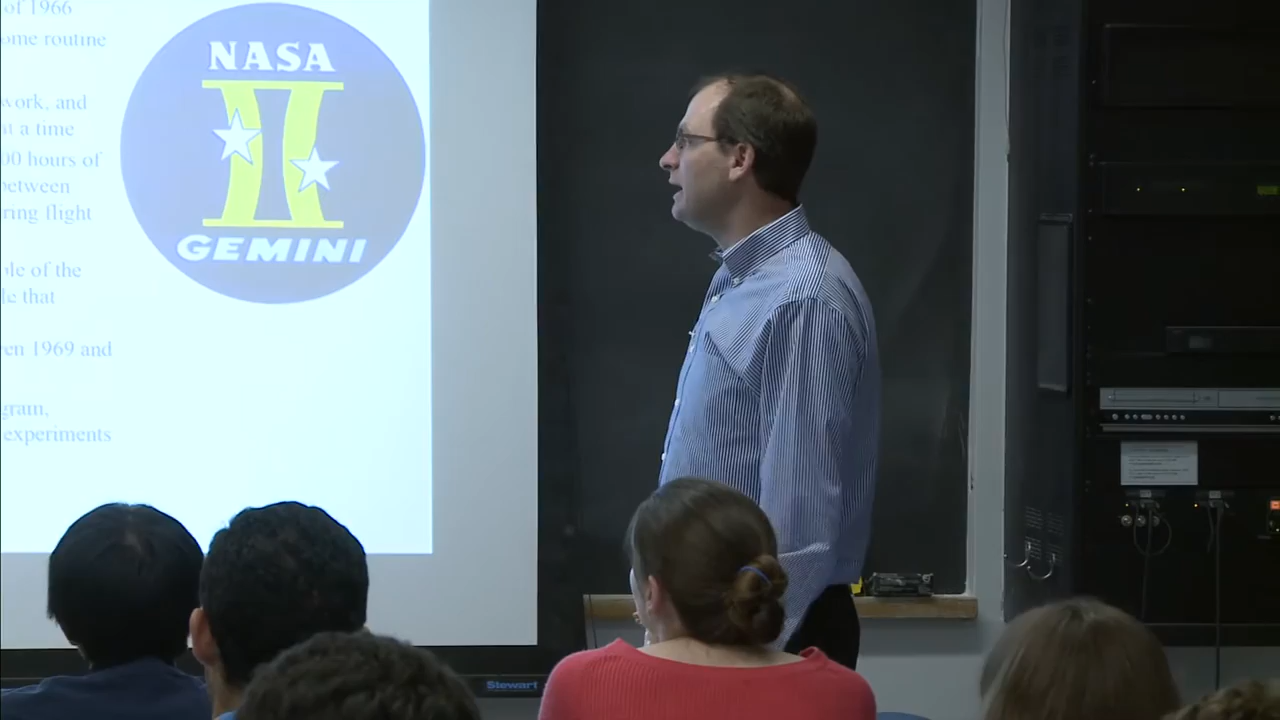 of 1966
ome routine
work, and
at a time
00 hours of
between
ring flight
ple of the
le that
en 1969 and
gram,
experiments
NASA
GEMINI
Stewart